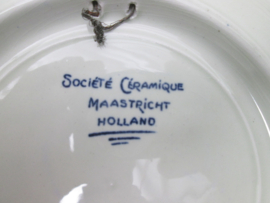 SOCIÉTÉ CÉRAMIQUE
MAASTRICHT
HOLLAND